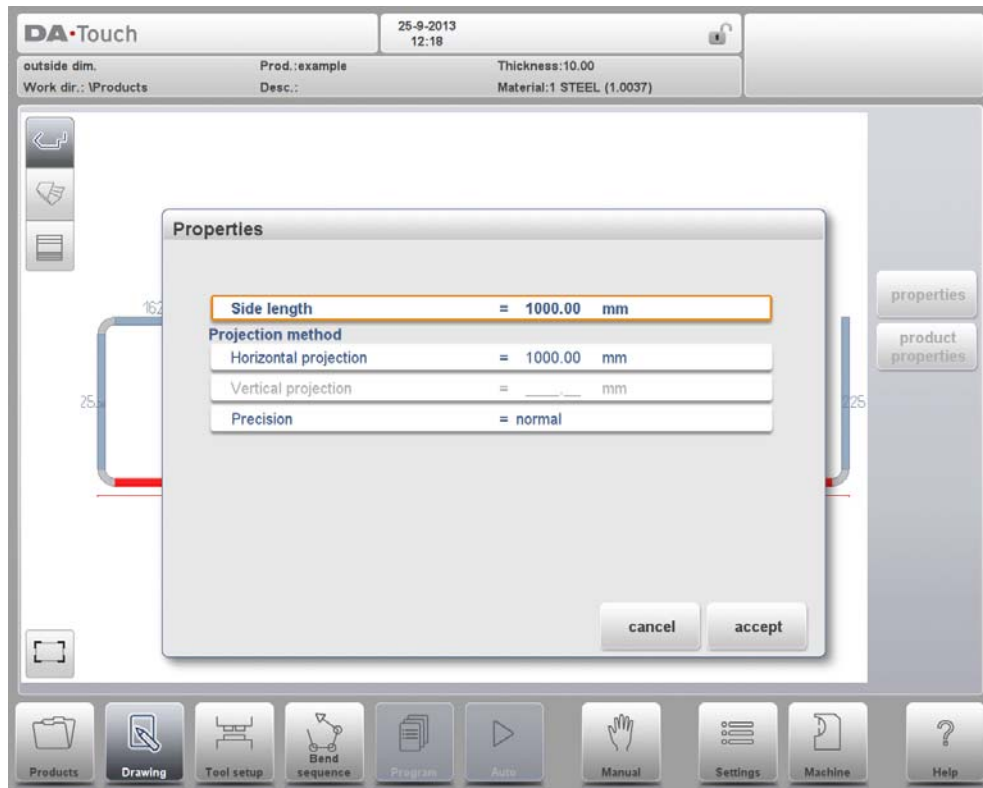 DA•Touch
25-9-2013
12:18
outside dim. Prod.:example Thickness:10.00
Work dir.: \Products Desc.: Material:1 STEEL (1.0037)
Properties
162
Side length = 1000.00 mm
Projection method
Horizontal projection = 1000.00 mm
Vertical projection = ____.__ mm
Precision = normal
properties
product
properties
cancel accept
Products Drawing Tool setup Bend
sequence Program Auto Manual Settings Machine Help